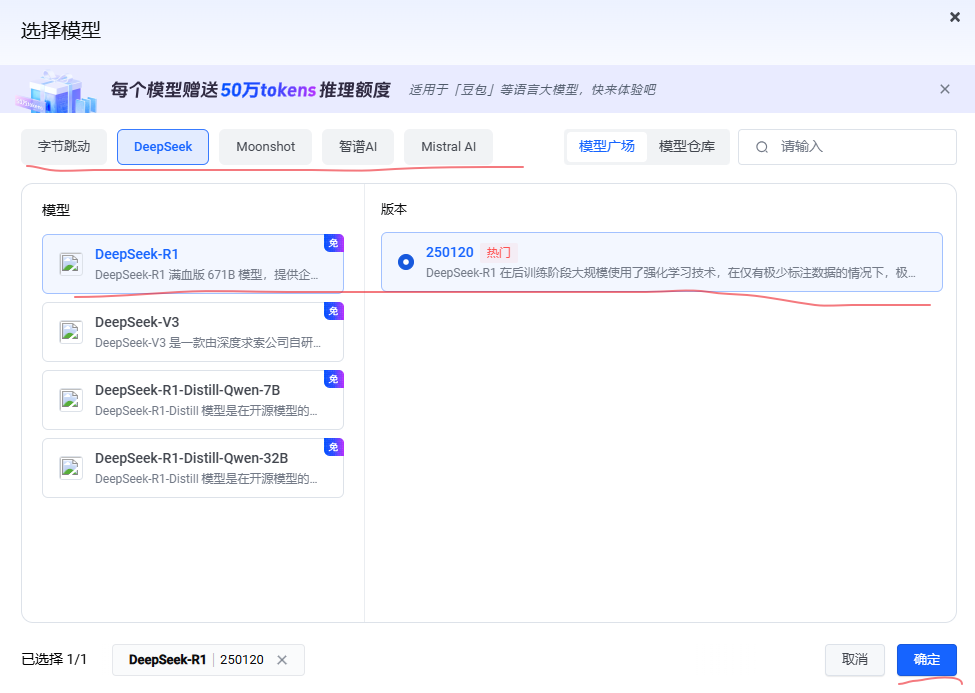 选择模型
每个模型赠送50万tokens推理额度 适用于「豆包」等语言大模型，快来体验吧
字节跳动 DeepSeek Moonshot 智谱AI Mistral AI 模型广场 模型仓库 请输入
模型
DeepSeek-R1 免
DeepSeek-R1 满血版 671B 模型，提供企...
DeepSeek-V3 免
DeepSeek-V3 是一款由深度求索公司自研...
DeepSeek-R1-Distill-Qwen-7B 免
DeepSeek-R1-Distill 模型是在开源模型的...
DeepSeek-R1-Distill-Qwen-32B 免
DeepSeek-R1-Distill 模型是在开源模型的...
版本
250120 热门
DeepSeek-R1 在后训练阶段大规模使用了强化学习技术，在仅有极少标注数据的情况下，极...
已选择 1/1 DeepSeek-R1 250120 取消 确定